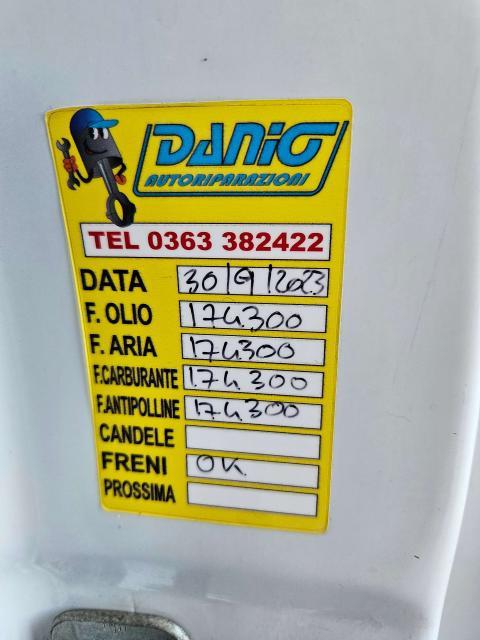 DANIO
AUTORIPARAZIONI
TEL 0363 382422
DATA 30/9/2023
F. OLIO 174300
F. ARIA 174300
F.CARBURANTE 174300
F.ANTIPOLLINE 174300
CANDELE
FRENI OK
PROSSIMA